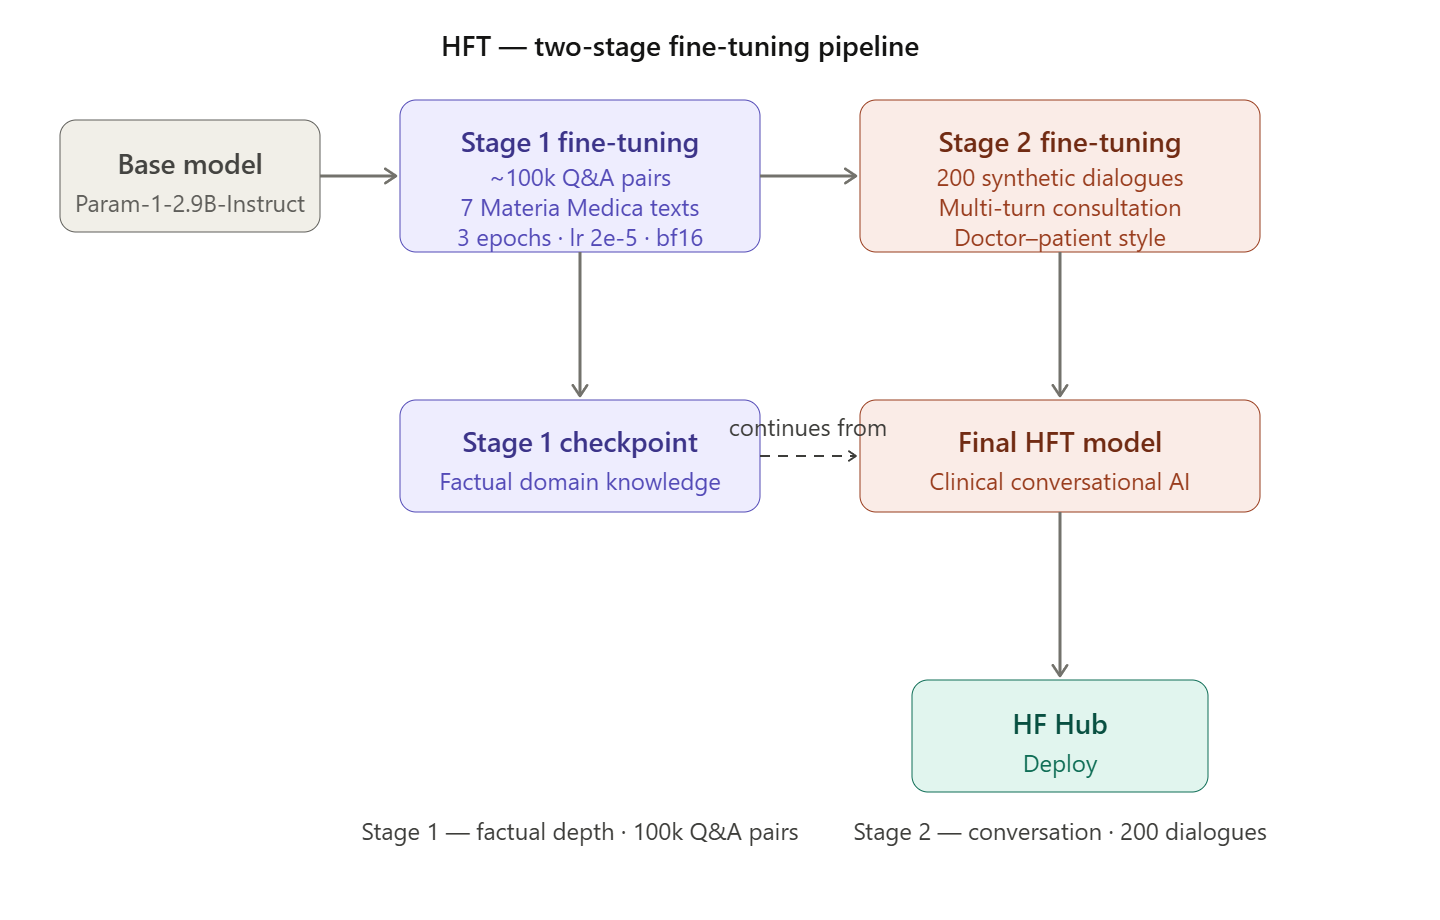 HFT — two-stage fine-tuning pipeline
Base model
Param-1-2.9B-Instruct
Stage 1 fine-tuning
~100k Q&A pairs
7 Materia Medica texts
3 epochs · lr 2e-5 · bf16
Stage 2 fine-tuning
200 synthetic dialogues
Multi-turn consultation
Doctor–patient style
Stage 1 checkpoint
Factual domain knowledge
continues from
Final HFT model
Clinical conversational AI
HF Hub
Deploy
Stage 1 — factual depth · 100k Q&A pairs
Stage 2 — conversation · 200 dialogues